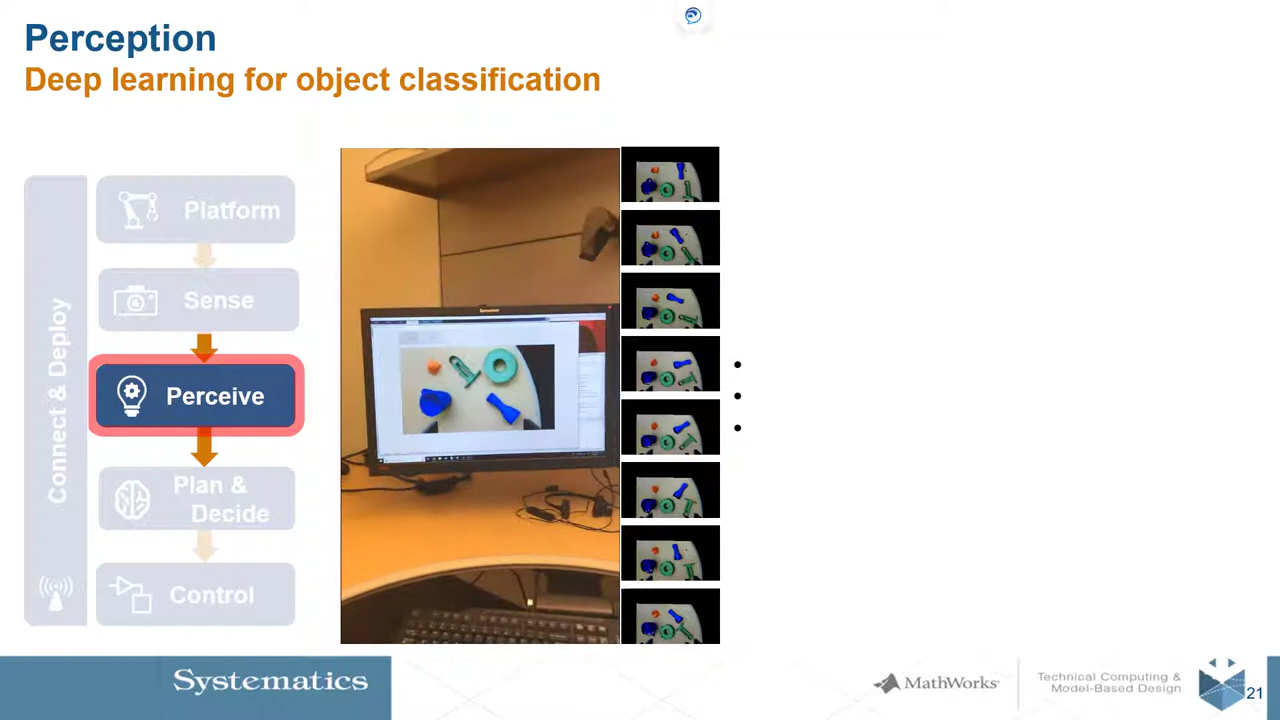 Perception
Deep learning for object classification
Connect & Deploy
Platform
Sense
Perceive
Plan &
Decide
Control
Systematics
MathWorks
Technical Computing &
Model-Based Design
21